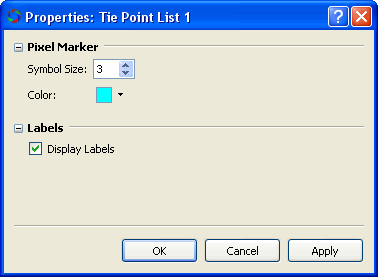 Properties: Tie Point List 1
Pixel Marker
Symbol Size: 3
Color:
Labels
Display Labels
OK Cancel Apply